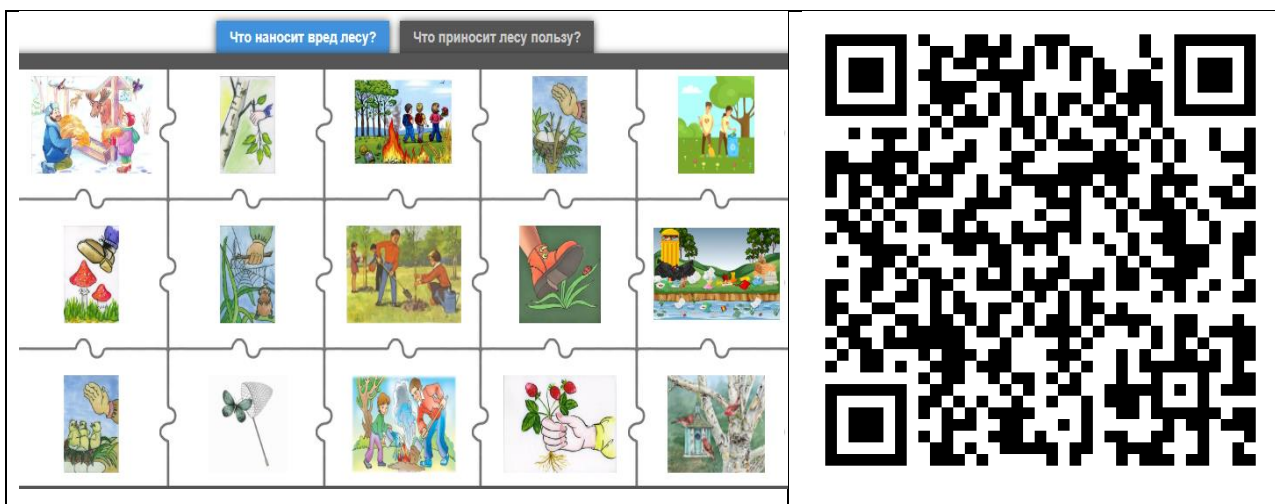 Что наносит вред лесу?
Что приносит лесу пользу?